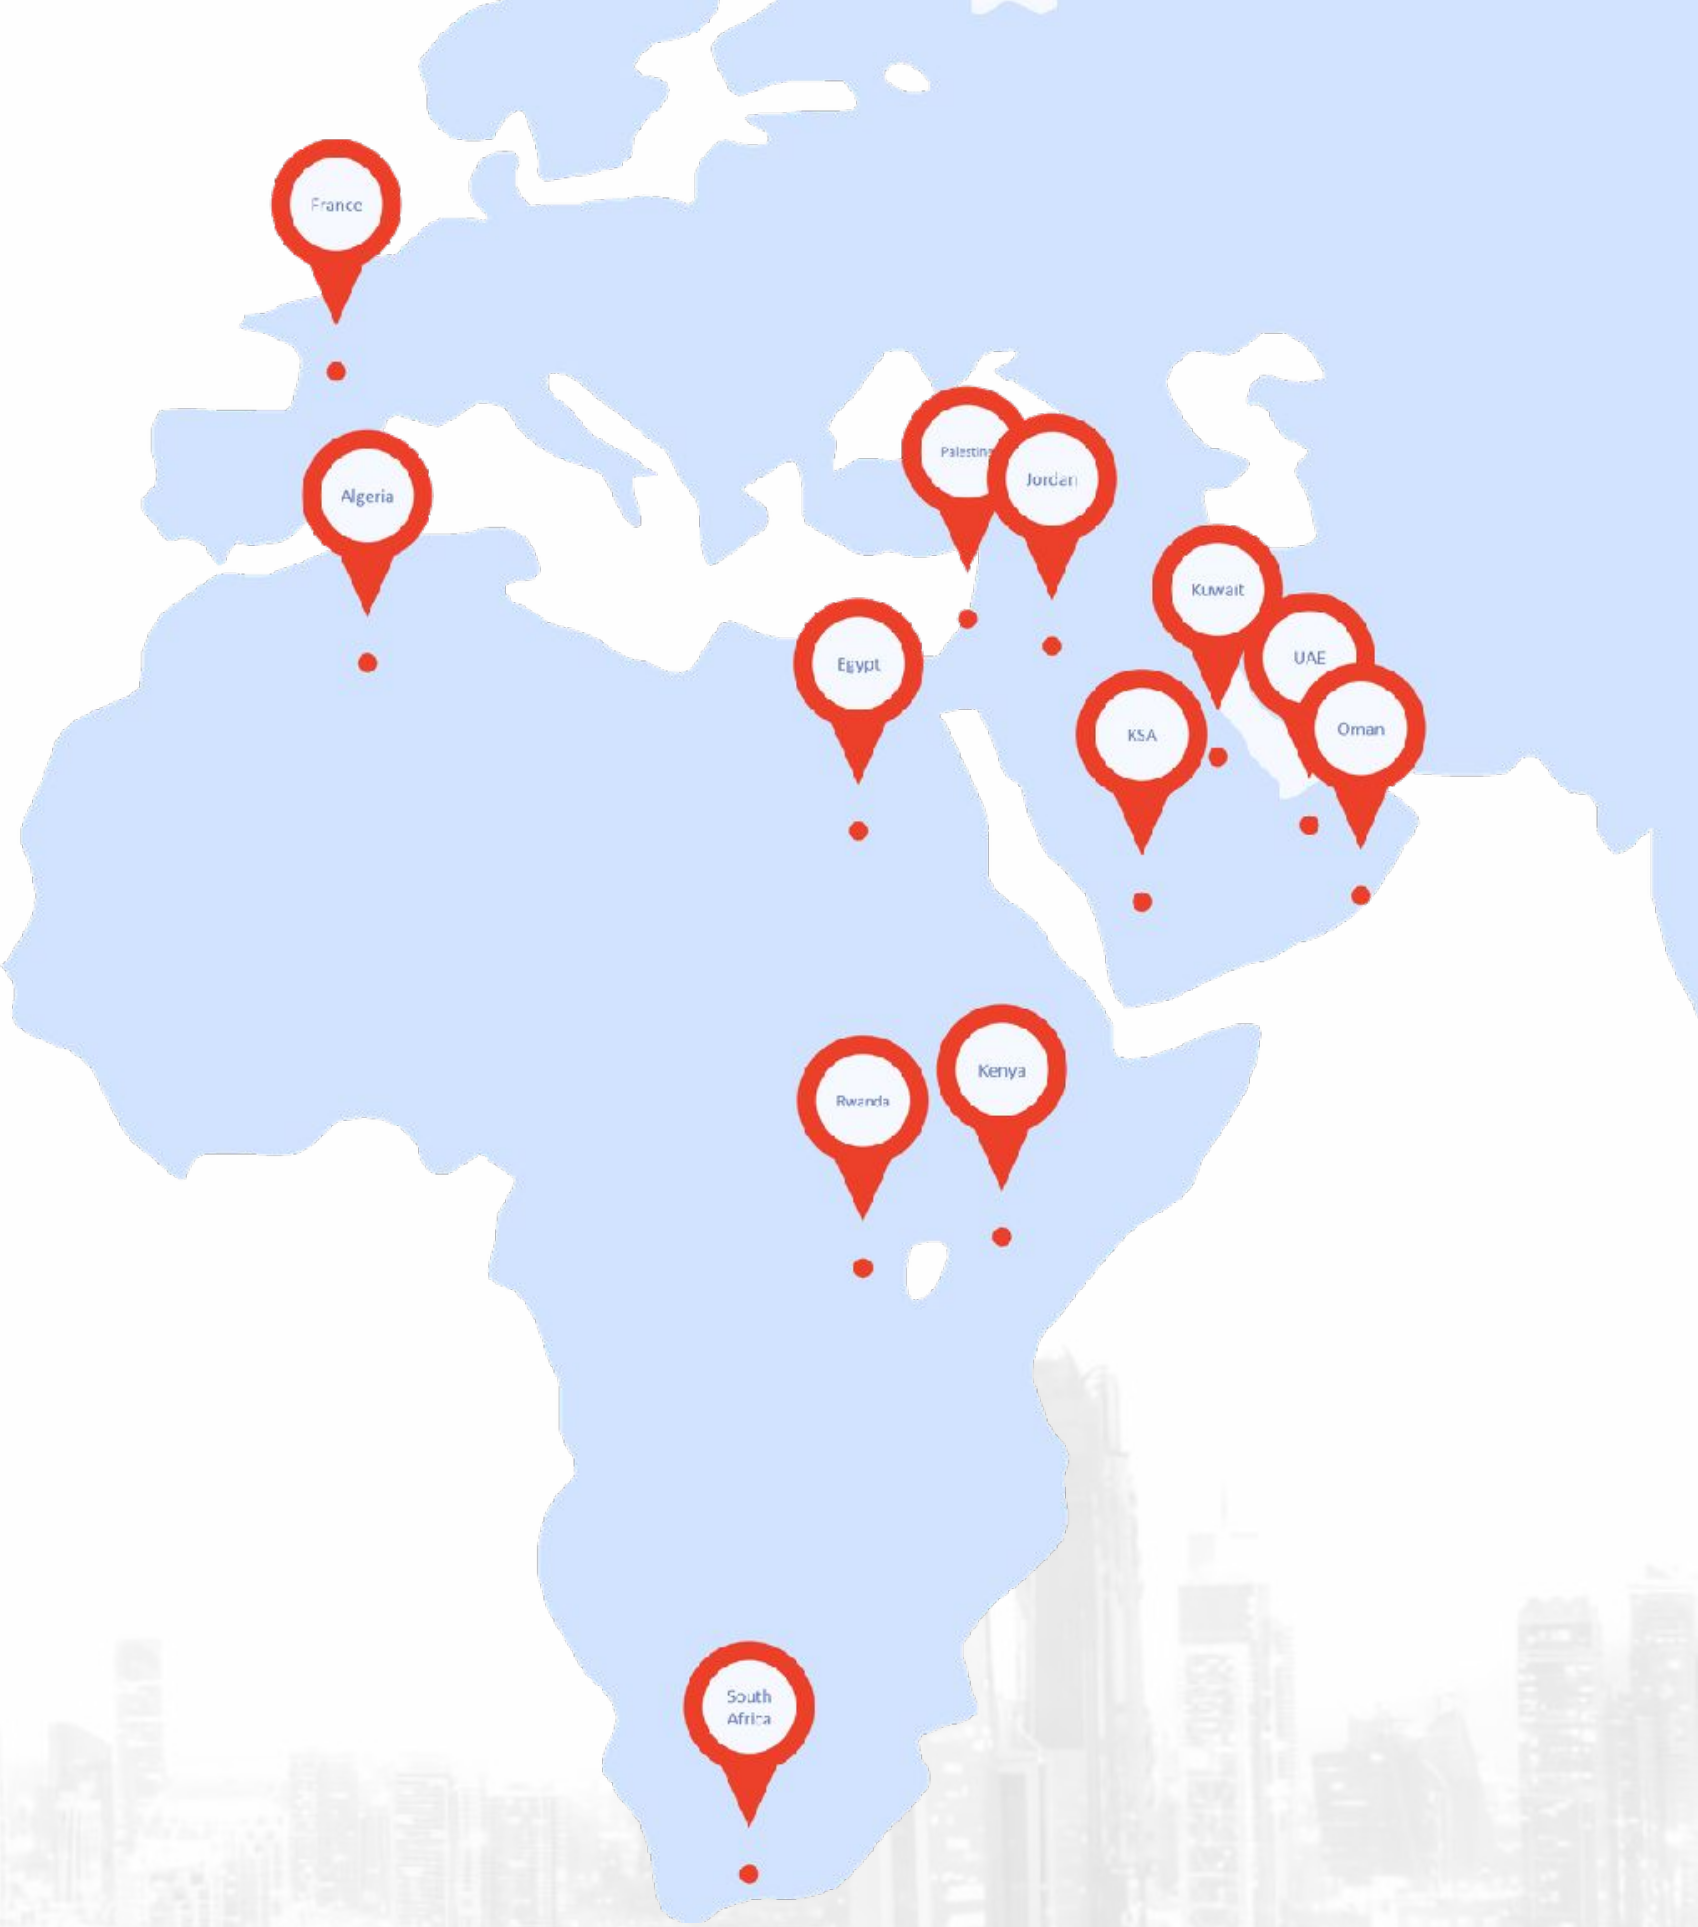 France
Algeria
Palestine
Jordan
Kuwait
Egypt
UAE
KSA
Oman
Kenya
Rwanda
South
Africa